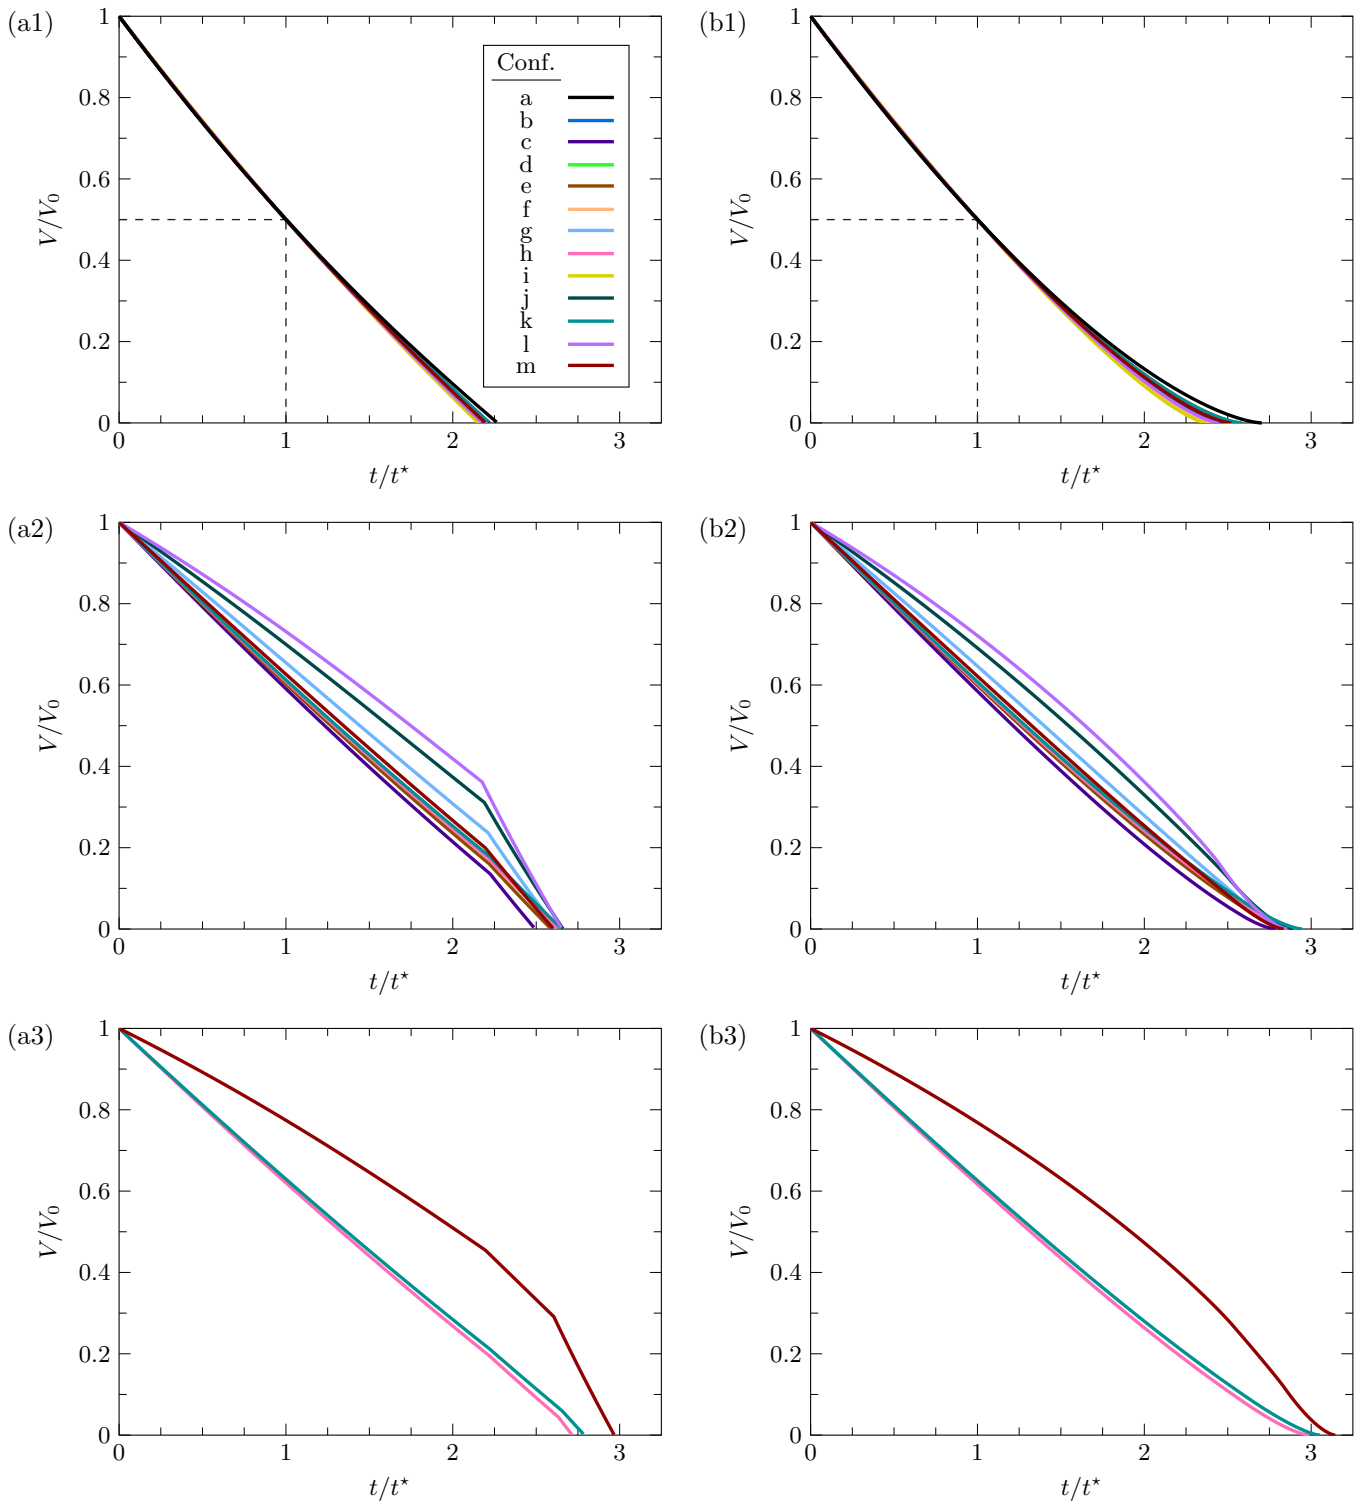 (a1)
1
0.8
0.6
0.4
0.2
0
V/V₀
0 1 2 3
t/t⋆
Conf.
a
b
c
d
e
f
g
h
i
j
k
l
m
(b1)
1
0.8
0.6
0.4
0.2
0
V/V₀
0 1 2 3
t/t⋆
(a2)
1
0.8
0.6
0.4
0.2
0
V/V₀
0 1 2 3
t/t⋆
(b2)
1
0.8
0.6
0.4
0.2
0
V/V₀
0 1 2 3
t/t⋆
(a3)
1
0.8
0.6
0.4
0.2
0
V/V₀
0 1 2 3
t/t⋆
(b3)
1
0.8
0.6
0.4
0.2
0
V/V₀
0 1 2 3
t/t⋆